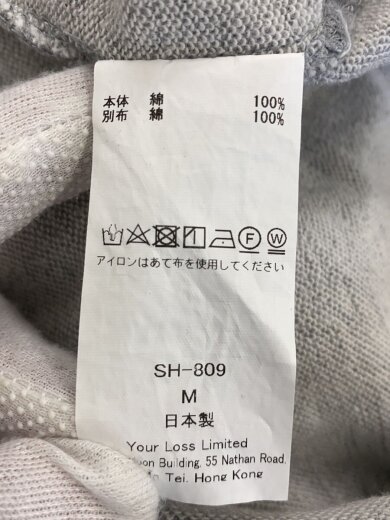 本体 綿 100%
別布 綿 100%
F W
アイロンはあて布を使用してください
SH-809
M
日本製
Your Loss Limited
Building, 55 Nathan Road,
Tei, Hong Kong